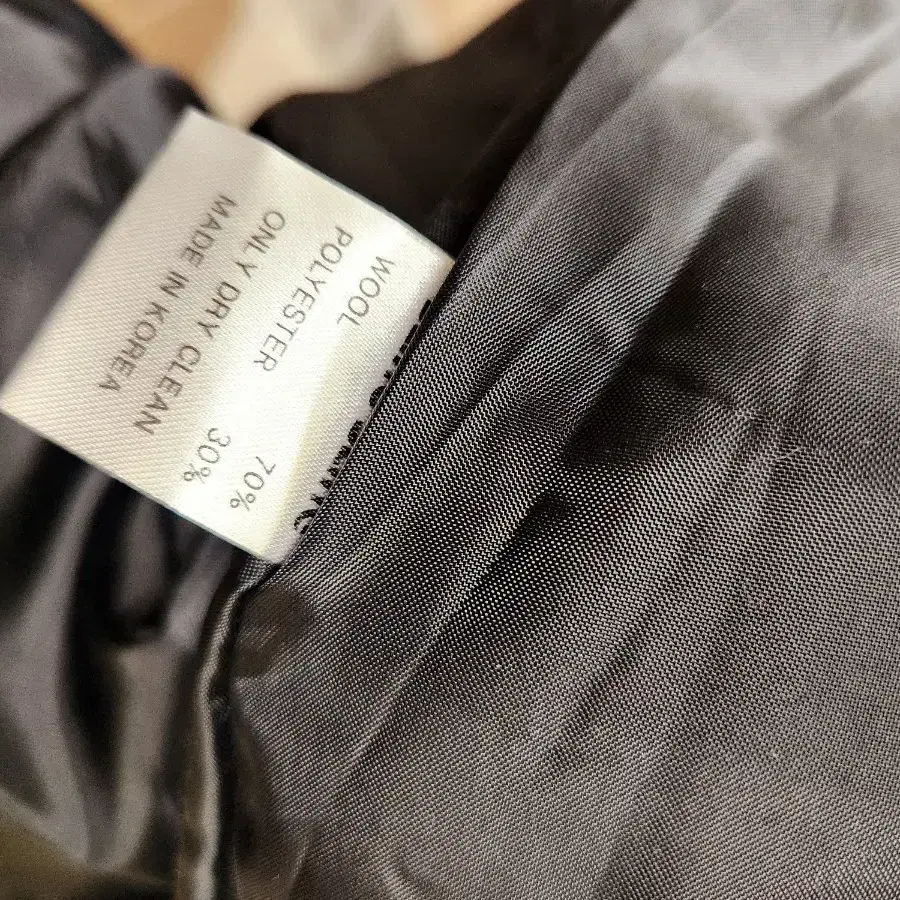 WOOL 70%
POLYESTER 30%
ONLY DRY CLEAN
MADE IN KOREA